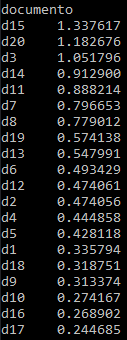 documento
d15 1.337617
d20 1.182676
d3 1.051796
d14 0.912900
d11 0.888214
d7 0.796653
d8 0.779012
d19 0.574138
d13 0.547991
d6 0.493429
d12 0.474061
d2 0.474056
d4 0.444858
d5 0.428118
d1 0.335794
d18 0.318751
d9 0.313374
d10 0.274167
d16 0.268902
d17 0.244685